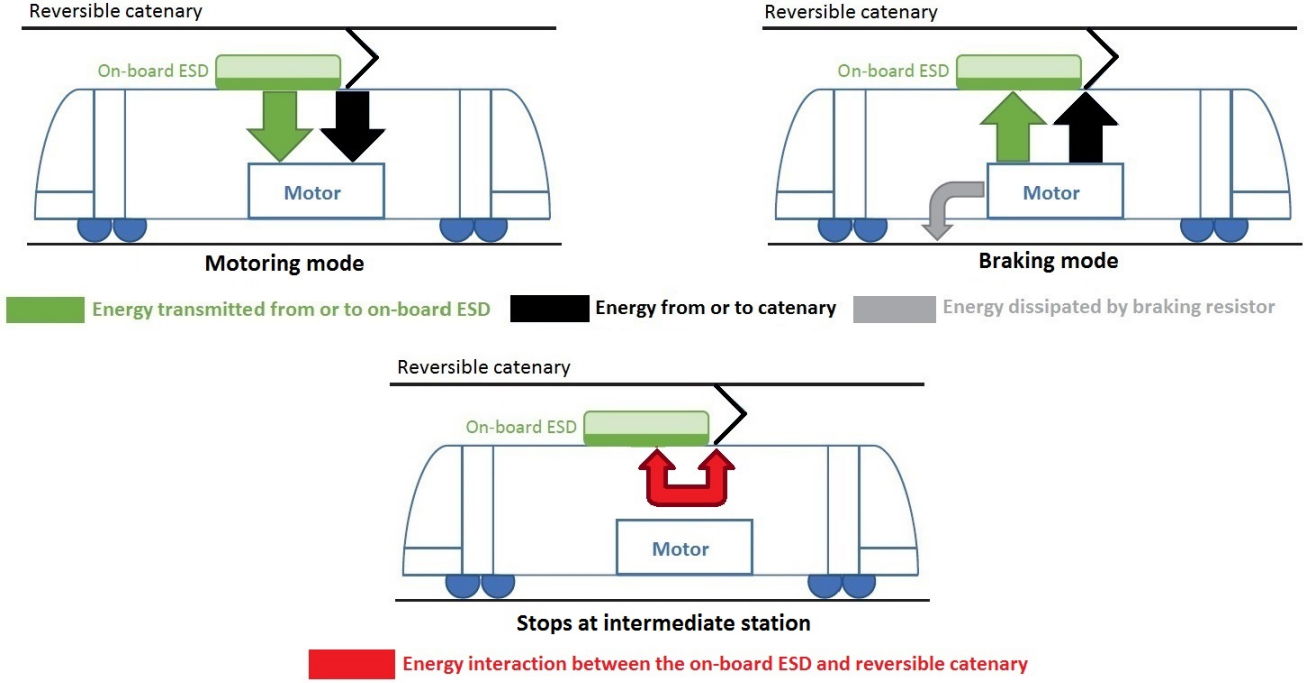 Reversible catenary
On-board ESD
Motor
Motoring mode
Reversible catenary
On-board ESD
Motor
Braking mode
Energy transmitted from or to on-board ESD
Energy from or to catenary
Energy dissipated by braking resistor
Reversible catenary
On-board ESD
Motor
Stops at intermediate station
Energy interaction between the on-board ESD and reversible catenary